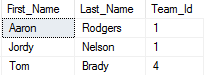 First_Name Last_Name Team_Id
Aaron Rodgers 1
Jordy Nelson 1
Tom Brady 4